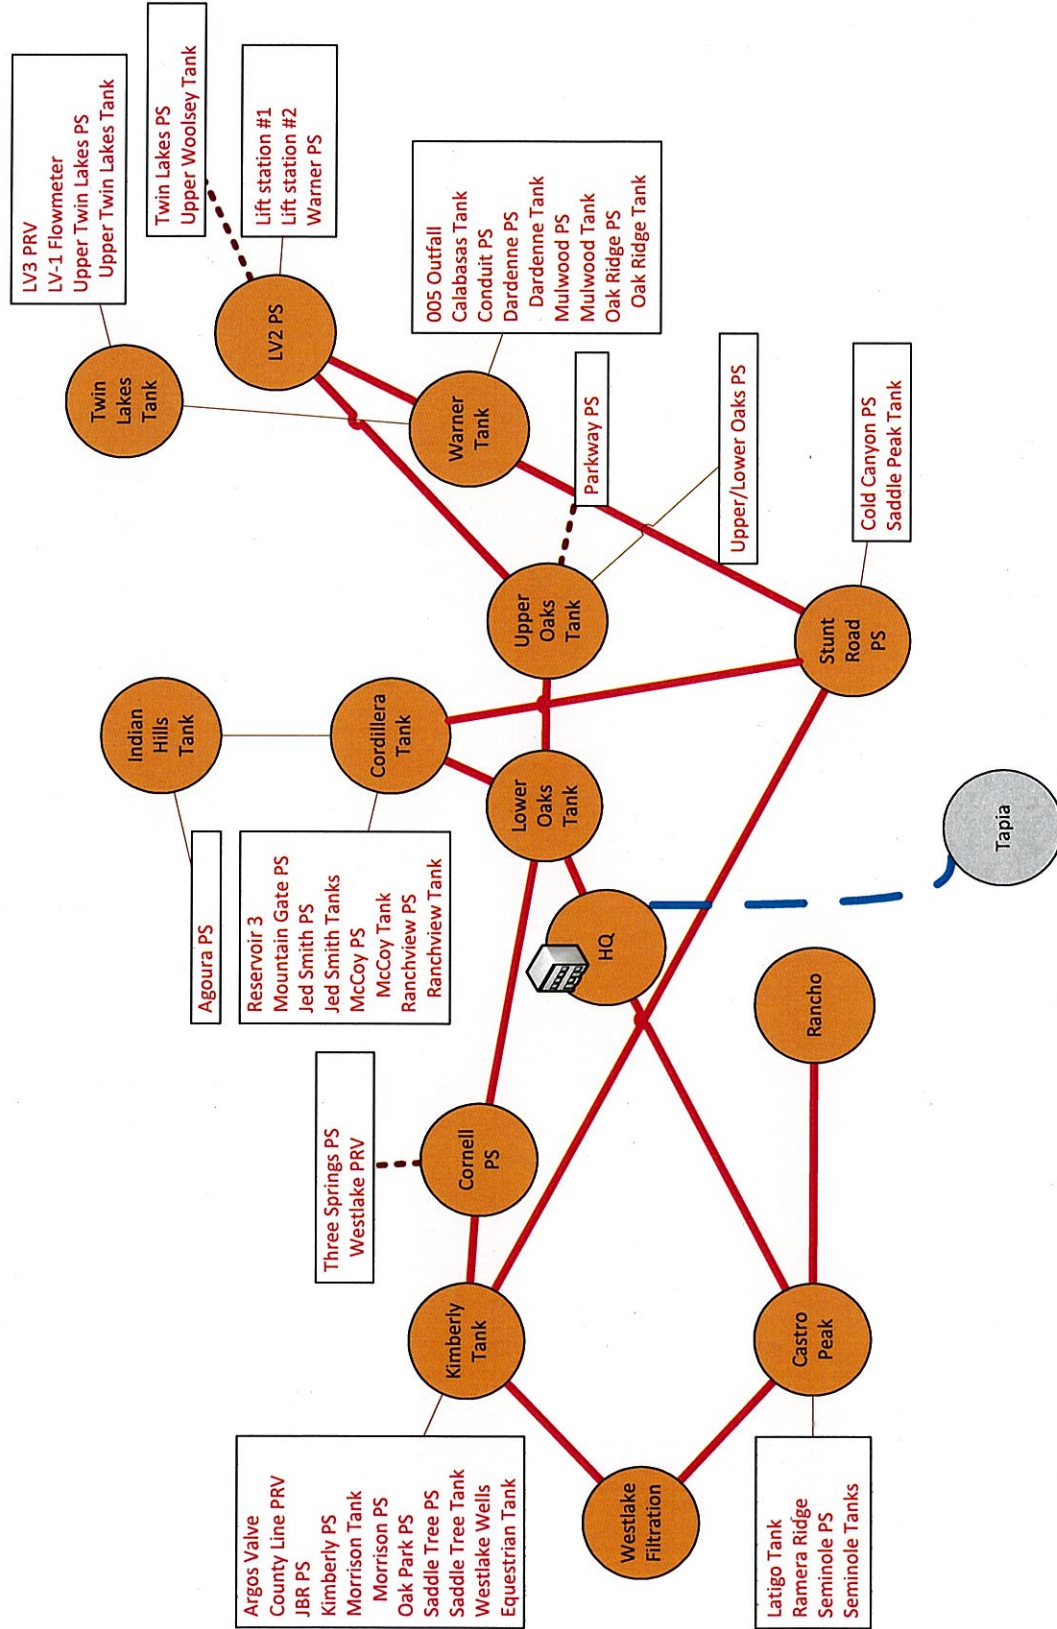 LV3 PRV
LV-1 Flowmeter
Upper Twin Lakes PS
Upper Twin Lakes Tank
Twin Lakes PS
Upper Woolsey Tank
Lift station #1
Lift station #2
Warner PS
Twin
Lakes
Tank
LV2 PS
005 Outfall
Calabasas Tank
Conduit PS
Dardenne PS
Dardenne Tank
Mulwood PS
Mulwood Tank
Oak Ridge PS
Oak Ridge Tank
Warner
Tank
Parkway PS
Upper/Lower Oaks PS
Upper
Oaks
Tank
Cold Canyon PS
Saddle Peak Tank
Stunt
Road
PS
Indian
Hills
Tank
Cordillera
Tank
Lower
Oaks
Tank
Agoura PS
Reservoir 3
Mountain Gate PS
Jed Smith PS
Jed Smith Tanks
McCoy PS
McCoy Tank
Ranchview PS
Ranchview Tank
HQ
Tapia
Rancho
Three Springs PS
Westlake PRV
Cornell
PS
Kimberly
Tank
Castro
Peak
Argos Valve
County Line PRV
JBR PS
Kimberly PS
Morrison Tank
Morrison PS
Oak Park PS
Saddle Tree PS
Saddle Tree Tank
Westlake Wells
Equestrian Tank
Westlake
Filtration
Latigo Tank
Ramera Ridge
Seminole PS
Seminole Tanks